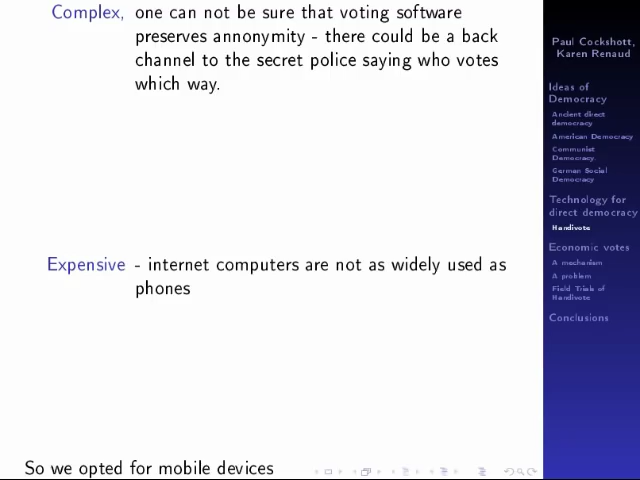 Complex, one can not be sure that voting software
preserves annonymity - there could be a back
channel to the secret police saying who votes
which way.
Expensive - internet computers are not as widely used as
phones
So we opted for mobile devices
Paul Cockshott,
Karen Renaud
Ideas of
Democracy
Ancient direct
democracy
American Democracy
Communist
Democracy.
German Social
Democracy
Technology for
direct democracy
Handivote
Economic votes
A mechanism
A problem
Field Trials of
Handivote
Conclusions